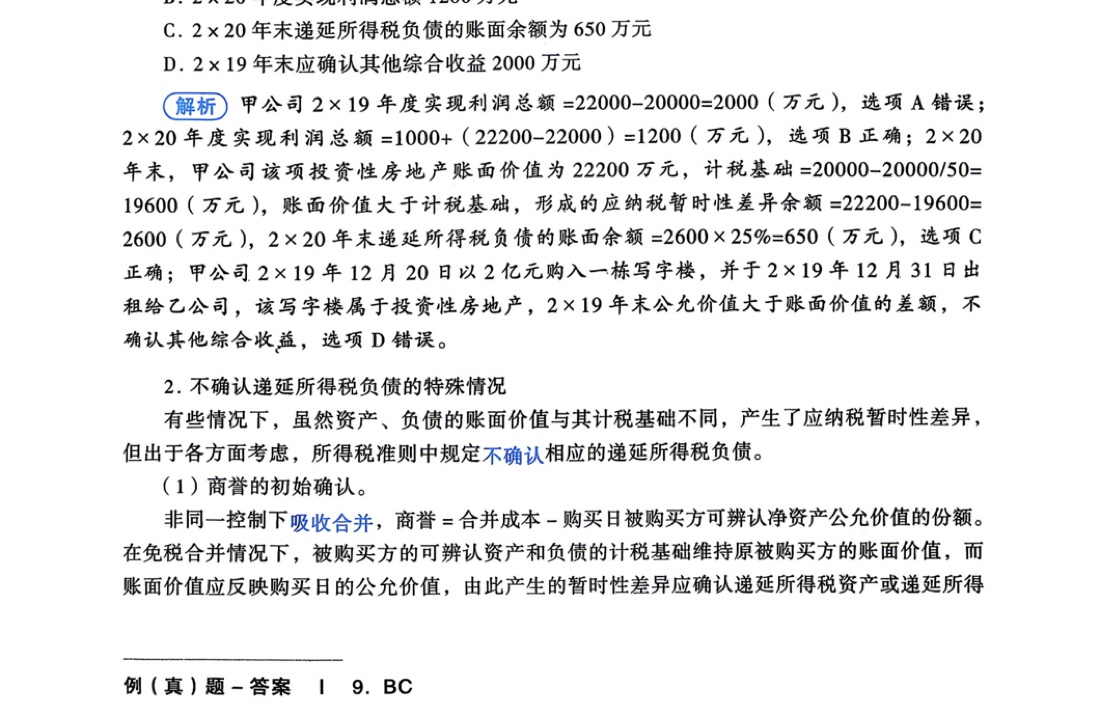 B. 2×20 年度实现利润总额 1200 万元
C. 2×20 年末递延所得税负债的账面余额为 650 万元
D. 2×19 年末应确认其他综合收益 2000 万元
解析 甲公司 2×19 年度实现利润总额 =22000-20000=2000（万元），选项 A 错误；
2×20 年度实现利润总额 =1000+（22200-22000）=1200（万元），选项 B 正确；2×20
年末，甲公司该项投资性房地产账面价值为 22200 万元，计税基础 =20000-20000/50=
19600（万元），账面价值大于计税基础，形成的应纳税暂时性差异余额 =22200-19600=
2600（万元），2×20 年末递延所得税负债的账面余额 =2600×25%=650（万元），选项 C
正确；甲公司 2×19 年 12 月 20 日以 2 亿元购入一栋写字楼，并于 2×19 年 12 月 31 日出
租给乙公司，该写字楼属于投资性房地产，2×19 年末公允价值大于账面价值的差额，不
确认其他综合收益，选项 D 错误。
2. 不确认递延所得税负债的特殊情况
有些情况下，虽然资产、负债的账面价值与其计税基础不同，产生了应纳税暂时性差异，
但出于各方面考虑，所得税准则中规定不确认相应的递延所得税负债。
（1）商誉的初始确认。
非同一控制下吸收合并，商誉 = 合并成本 - 购买日被购买方可辨认净资产公允价值的份额。
在免税合并情况下，被购买方的可辨认资产和负债的计税基础维持原被购买方的账面价值，而
账面价值应反映购买日的公允价值，由此产生的暂时性差异应确认递延所得税资产或递延所得
例（真）题 - 答案 | 9. BC